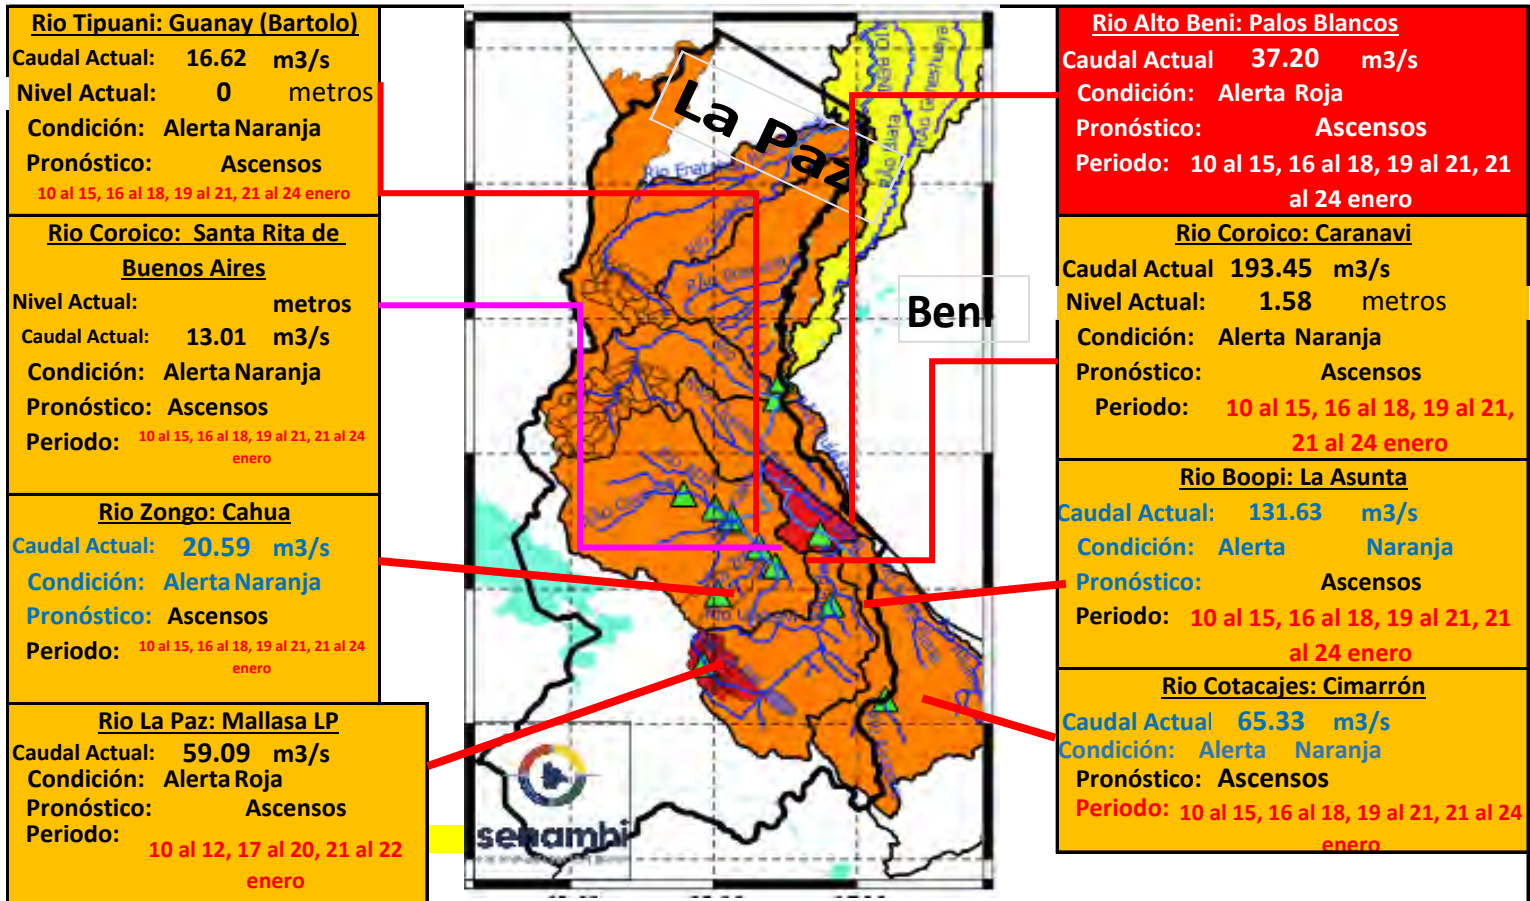 Rio Tipuani: Guanay (Bartolo)
Caudal Actual: 16.62 m3/s
Nivel Actual: 0 metros
Condición: Alerta Naranja
Pronóstico: Ascensos
10 al 15, 16 al 18, 19 al 21, 21 al 24 enero
Rio Coroico: Santa Rita de
Buenos Aires
Nivel Actual: metros
Caudal Actual: 13.01 m3/s
Condición: Alerta Naranja
Pronóstico: Ascensos
Periodo: 10 al 15, 16 al 18, 19 al 21, 21 al 24
enero
Rio Zongo: Cahua
Caudal Actual: 20.59 m3/s
Condición: Alerta Naranja
Pronóstico: Ascensos
Periodo: 10 al 15, 16 al 18, 19 al 21, 21 al 24
enero
Rio La Paz: Mallasa LP
Caudal Actual: 59.09 m3/s
Condición: Alerta Roja
Pronóstico: Ascensos
Periodo:
10 al 12, 17 al 20, 21 al 22
enero
La Paz
Beni
senamhi
Rio Alto Beni: Palos Blancos
Caudal Actual 37.20 m3/s
Condición: Alerta Roja
Pronóstico: Ascensos
Periodo: 10 al 15, 16 al 18, 19 al 21, 21
al 24 enero
Rio Coroico: Caranavi
Caudal Actual 193.45 m3/s
Nivel Actual: 1.58 metros
Condición: Alerta Naranja
Pronóstico: Ascensos
Periodo: 10 al 15, 16 al 18, 19 al 21,
21 al 24 enero
Rio Boopi: La Asunta
Caudal Actual: 131.63 m3/s
Condición: Alerta Naranja
Pronóstico: Ascensos
Periodo: 10 al 15, 16 al 18, 19 al 21, 21
al 24 enero
Rio Cotacajes: Cimarrón
Caudal Actual 65.33 m3/s
Condición: Alerta Naranja
Pronóstico: Ascensos
Periodo: 10 al 15, 16 al 18, 19 al 21, 21 al 24
enero